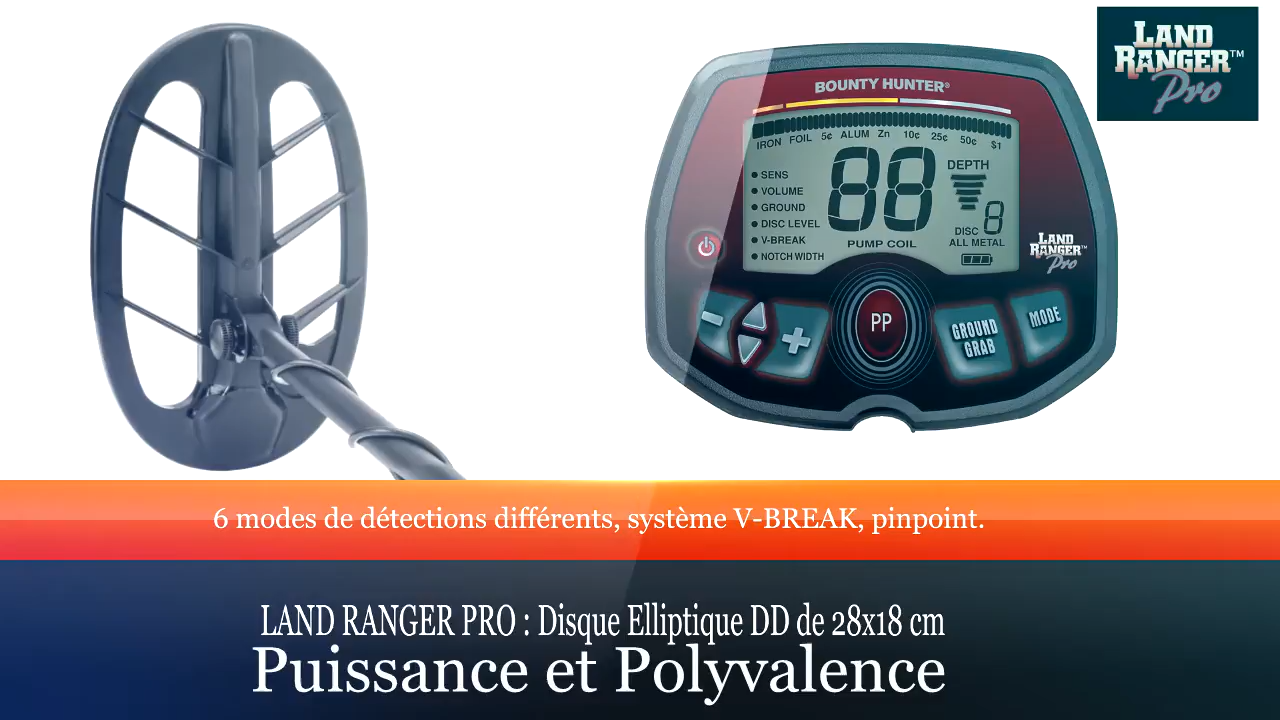 LAND
RANGER™
Pro
BOUNTY HUNTER®
IRON FOIL 5¢ ALUM Zn 10¢ 25¢ 50¢ $1
SENS
VOLUME
GROUND
DISC LEVEL
V-BREAK
NOTCH WIDTH
88
PUMP COIL
DEPTH
8
DISC
ALL METAL
LAND
RANGER™
Pro
PP
GROUND
GRAB
MODE
6 modes de détections différents, système V-BREAK, pinpoint.
LAND RANGER PRO : Disque Elliptique DD de 28x18 cm
Puissance et Polyvalence